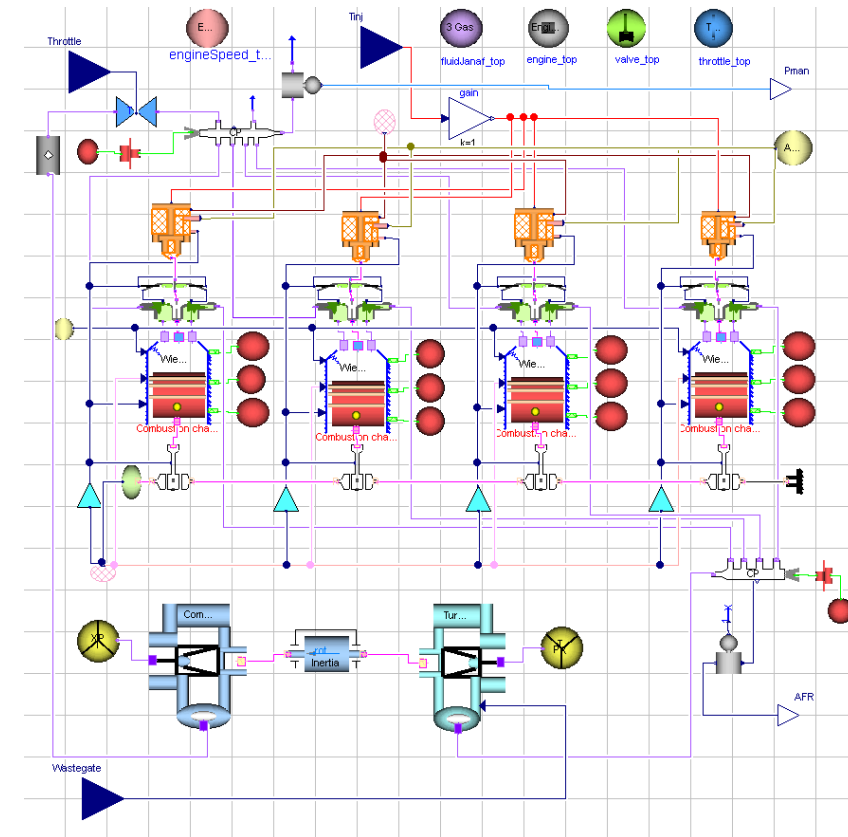 Tinj
E...
3 Gas
Engi...
T...
Throttle
engineSpeed_t...
fluidJanaf_top
engine_top
valve_top
throttle_top
Pman
gain
CP
k=1
A...
Wie...
Wie...
Wie...
Wie...
Combustion cha...
Combustion cha...
Combustion cha...
Combustion cha...
CP
Com...
Tur...
rot
Inertia
AFR
Wastegate